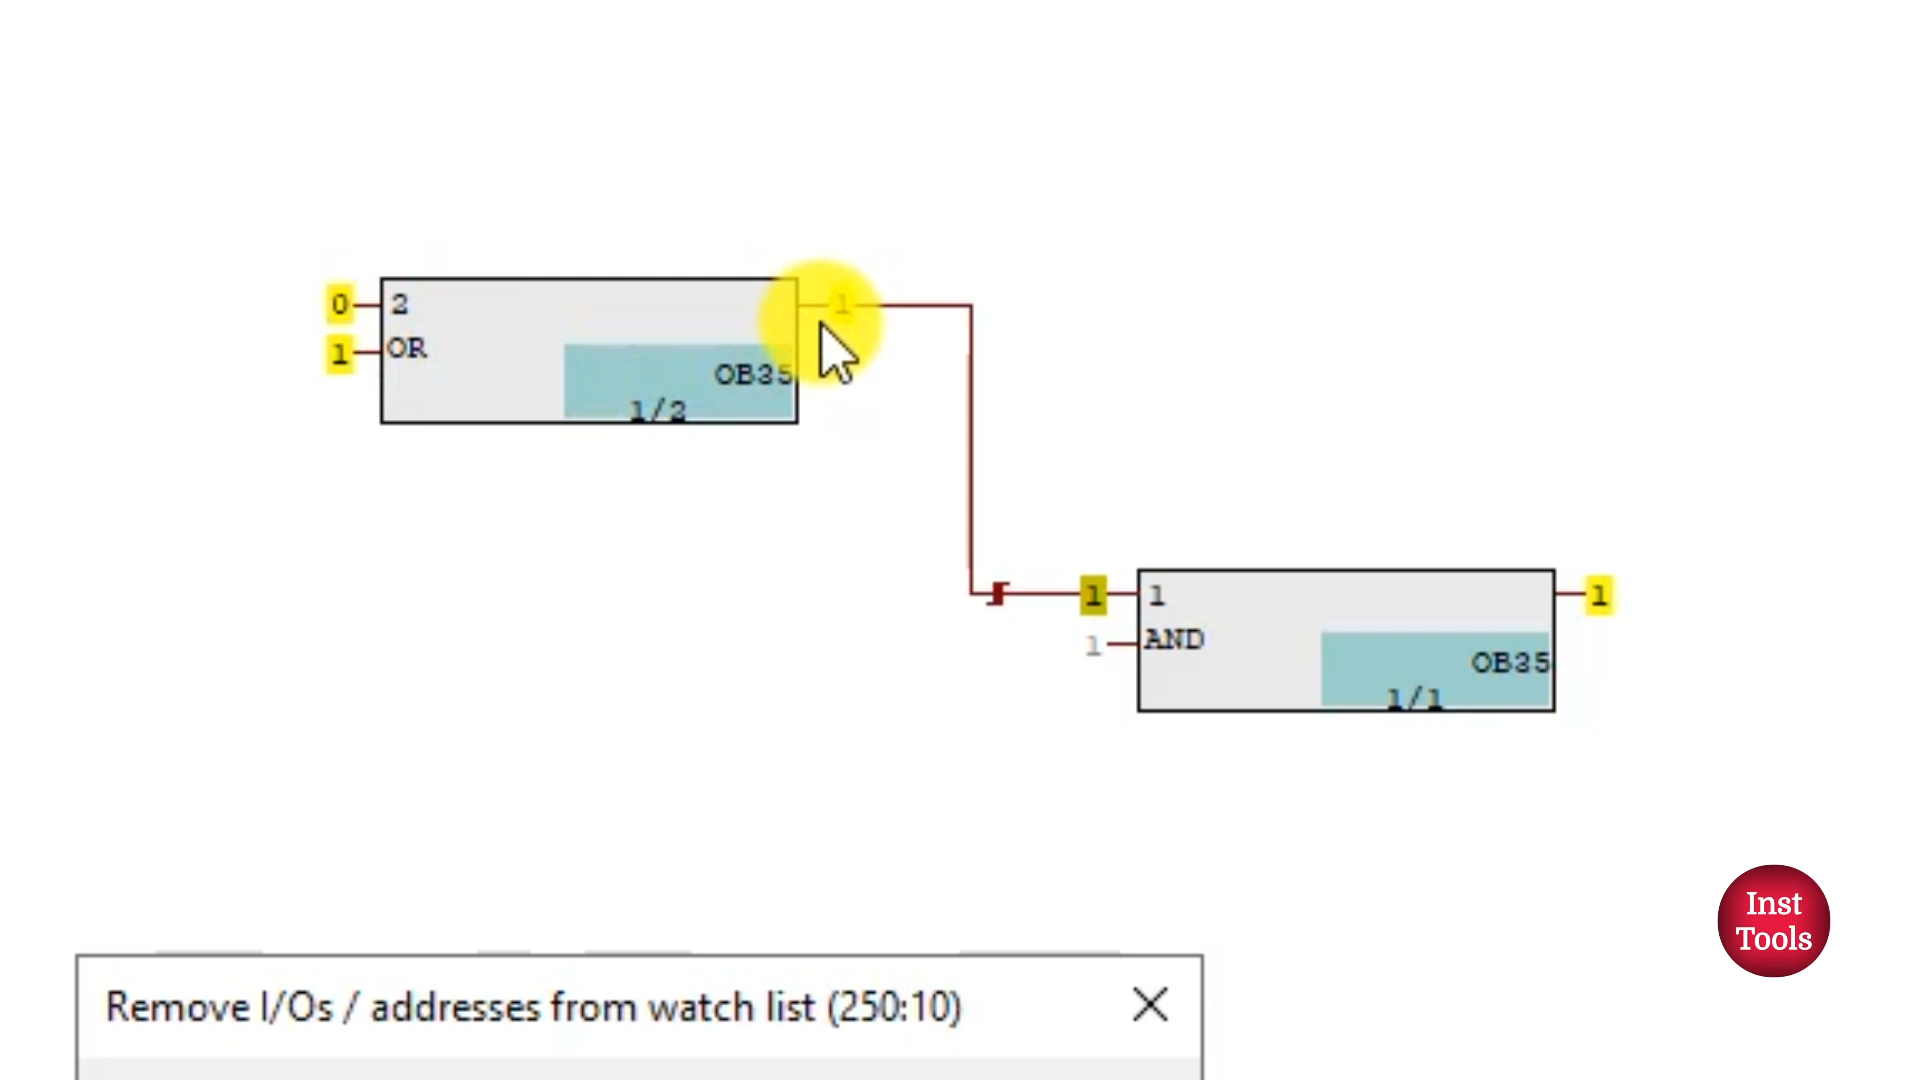 0
2
1
1
OR
OB35
1/2
1
1
1
1
AND
OB35
1/1
Inst
Tools
Remove I/Os / addresses from watch list (250:10)